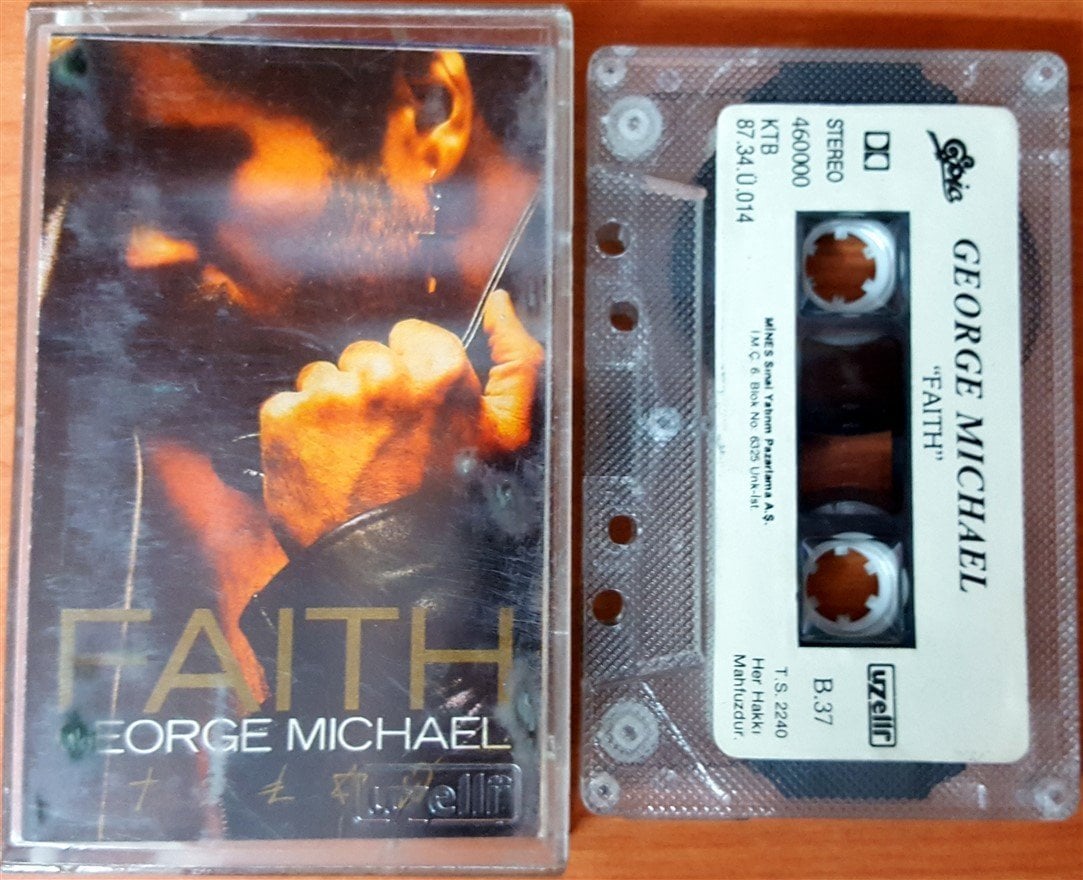 FAITH
GEORGE MICHAEL
uzelli
Epic
GEORGE MICHAEL
"FAITH"
STEREO
460000
KTB
87.34.Ü.014
MİNES Sınai Yatırım Pazarlama A.Ş.
İ.M.Ç. 6. Blok No. 6325 Unk-İst.
uzelli
B.37
T.S. 2240
Her Hakkı
Mahfuzdur.